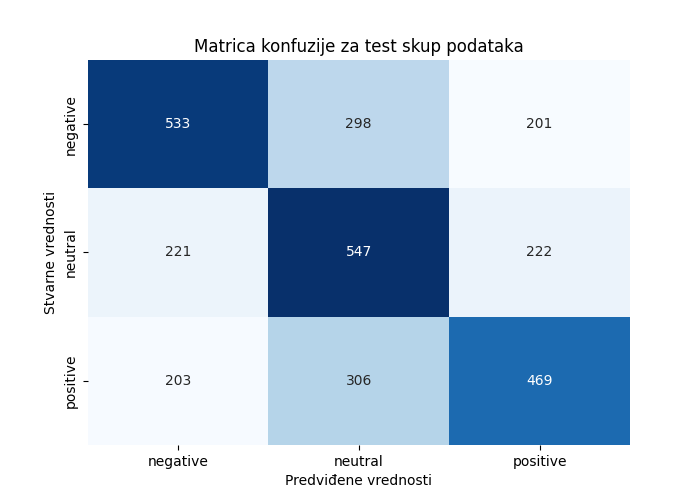 Matrica konfuzije za test skup podataka
Stvarne vrednosti
negative
533 298 201
neutral
221 547 222
positive
203 306 469
negative neutral positive
Predviđene vrednosti